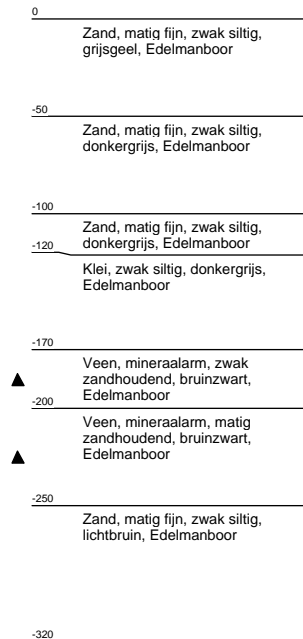 0
Zand, matig fijn, zwak siltig,
grijsgeel, Edelmanboor
-50
Zand, matig fijn, zwak siltig,
donkergrijs, Edelmanboor
-100
Zand, matig fijn, zwak siltig,
donkergrijs, Edelmanboor
-120
Klei, zwak siltig, donkergrijs,
Edelmanboor
-170
Veen, mineraalarm, zwak
zandhoudend, bruinzwart,
Edelmanboor
-200
Veen, mineraalarm, matig
zandhoudend, bruinzwart,
Edelmanboor
-250
Zand, matig fijn, zwak siltig,
lichtbruin, Edelmanboor
-320